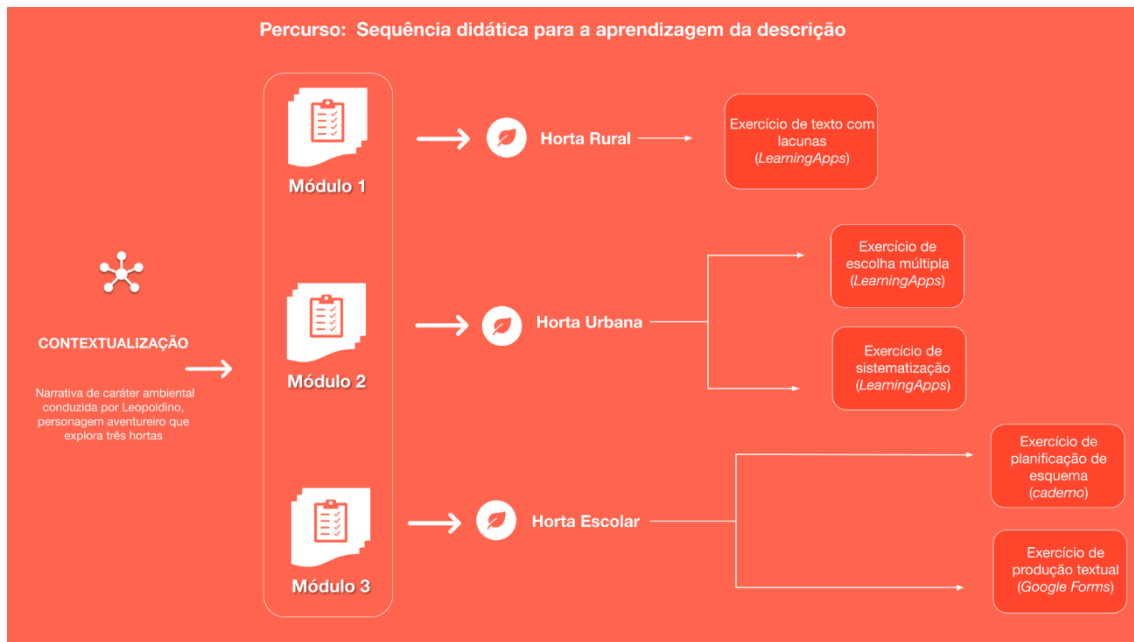 Percurso: Sequência didática para a aprendizagem da descrição
CONTEXTUALIZAÇÃO
Narrativa de caráter ambiental
conduzida por Leopoldino,
personagem aventureiro que
explora três hortas
Módulo 1
Horta Rural
Exercício de texto com
lacunas
(LearningApps)
Módulo 2
Horta Urbana
Exercício de
escolha múltipla
(LearningApps)
Exercício de
sistematização
(LearningApps)
Módulo 3
Horta Escolar
Exercício de
planificação de
esquema
(caderno)
Exercício de
produção textual
(Google Forms)